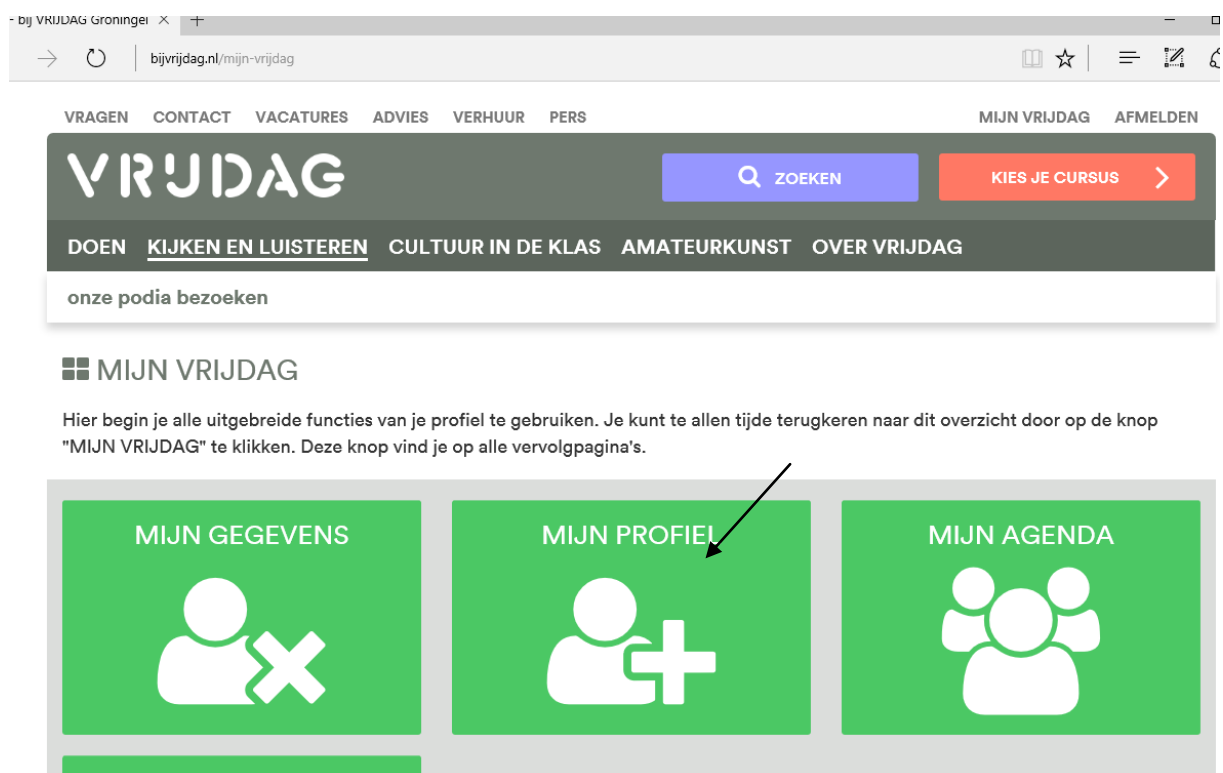 - bij VRIJDAG Groningen
bijvrijdag.nl/mijn-vrijdag
VRAGEN CONTACT VACATURES ADVIES VERHUUR PERS MIJN VRIJDAG AFMELDEN
VRIJDAG ZOEKEN KIES JE CURSUS
DOEN KIJKEN EN LUISTEREN CULTUUR IN DE KLAS AMATEURKUNST OVER VRIJDAG
onze podia bezoeken
MIJN VRIJDAG
Hier begin je alle uitgebreide functies van je profiel te gebruiken. Je kunt te allen tijde terugkeren naar dit overzicht door op de knop
"MIJN VRIJDAG" te klikken. Deze knop vind je op alle vervolgpagina's.
MIJN GEGEVENS MIJN PROFIEL MIJN AGENDA